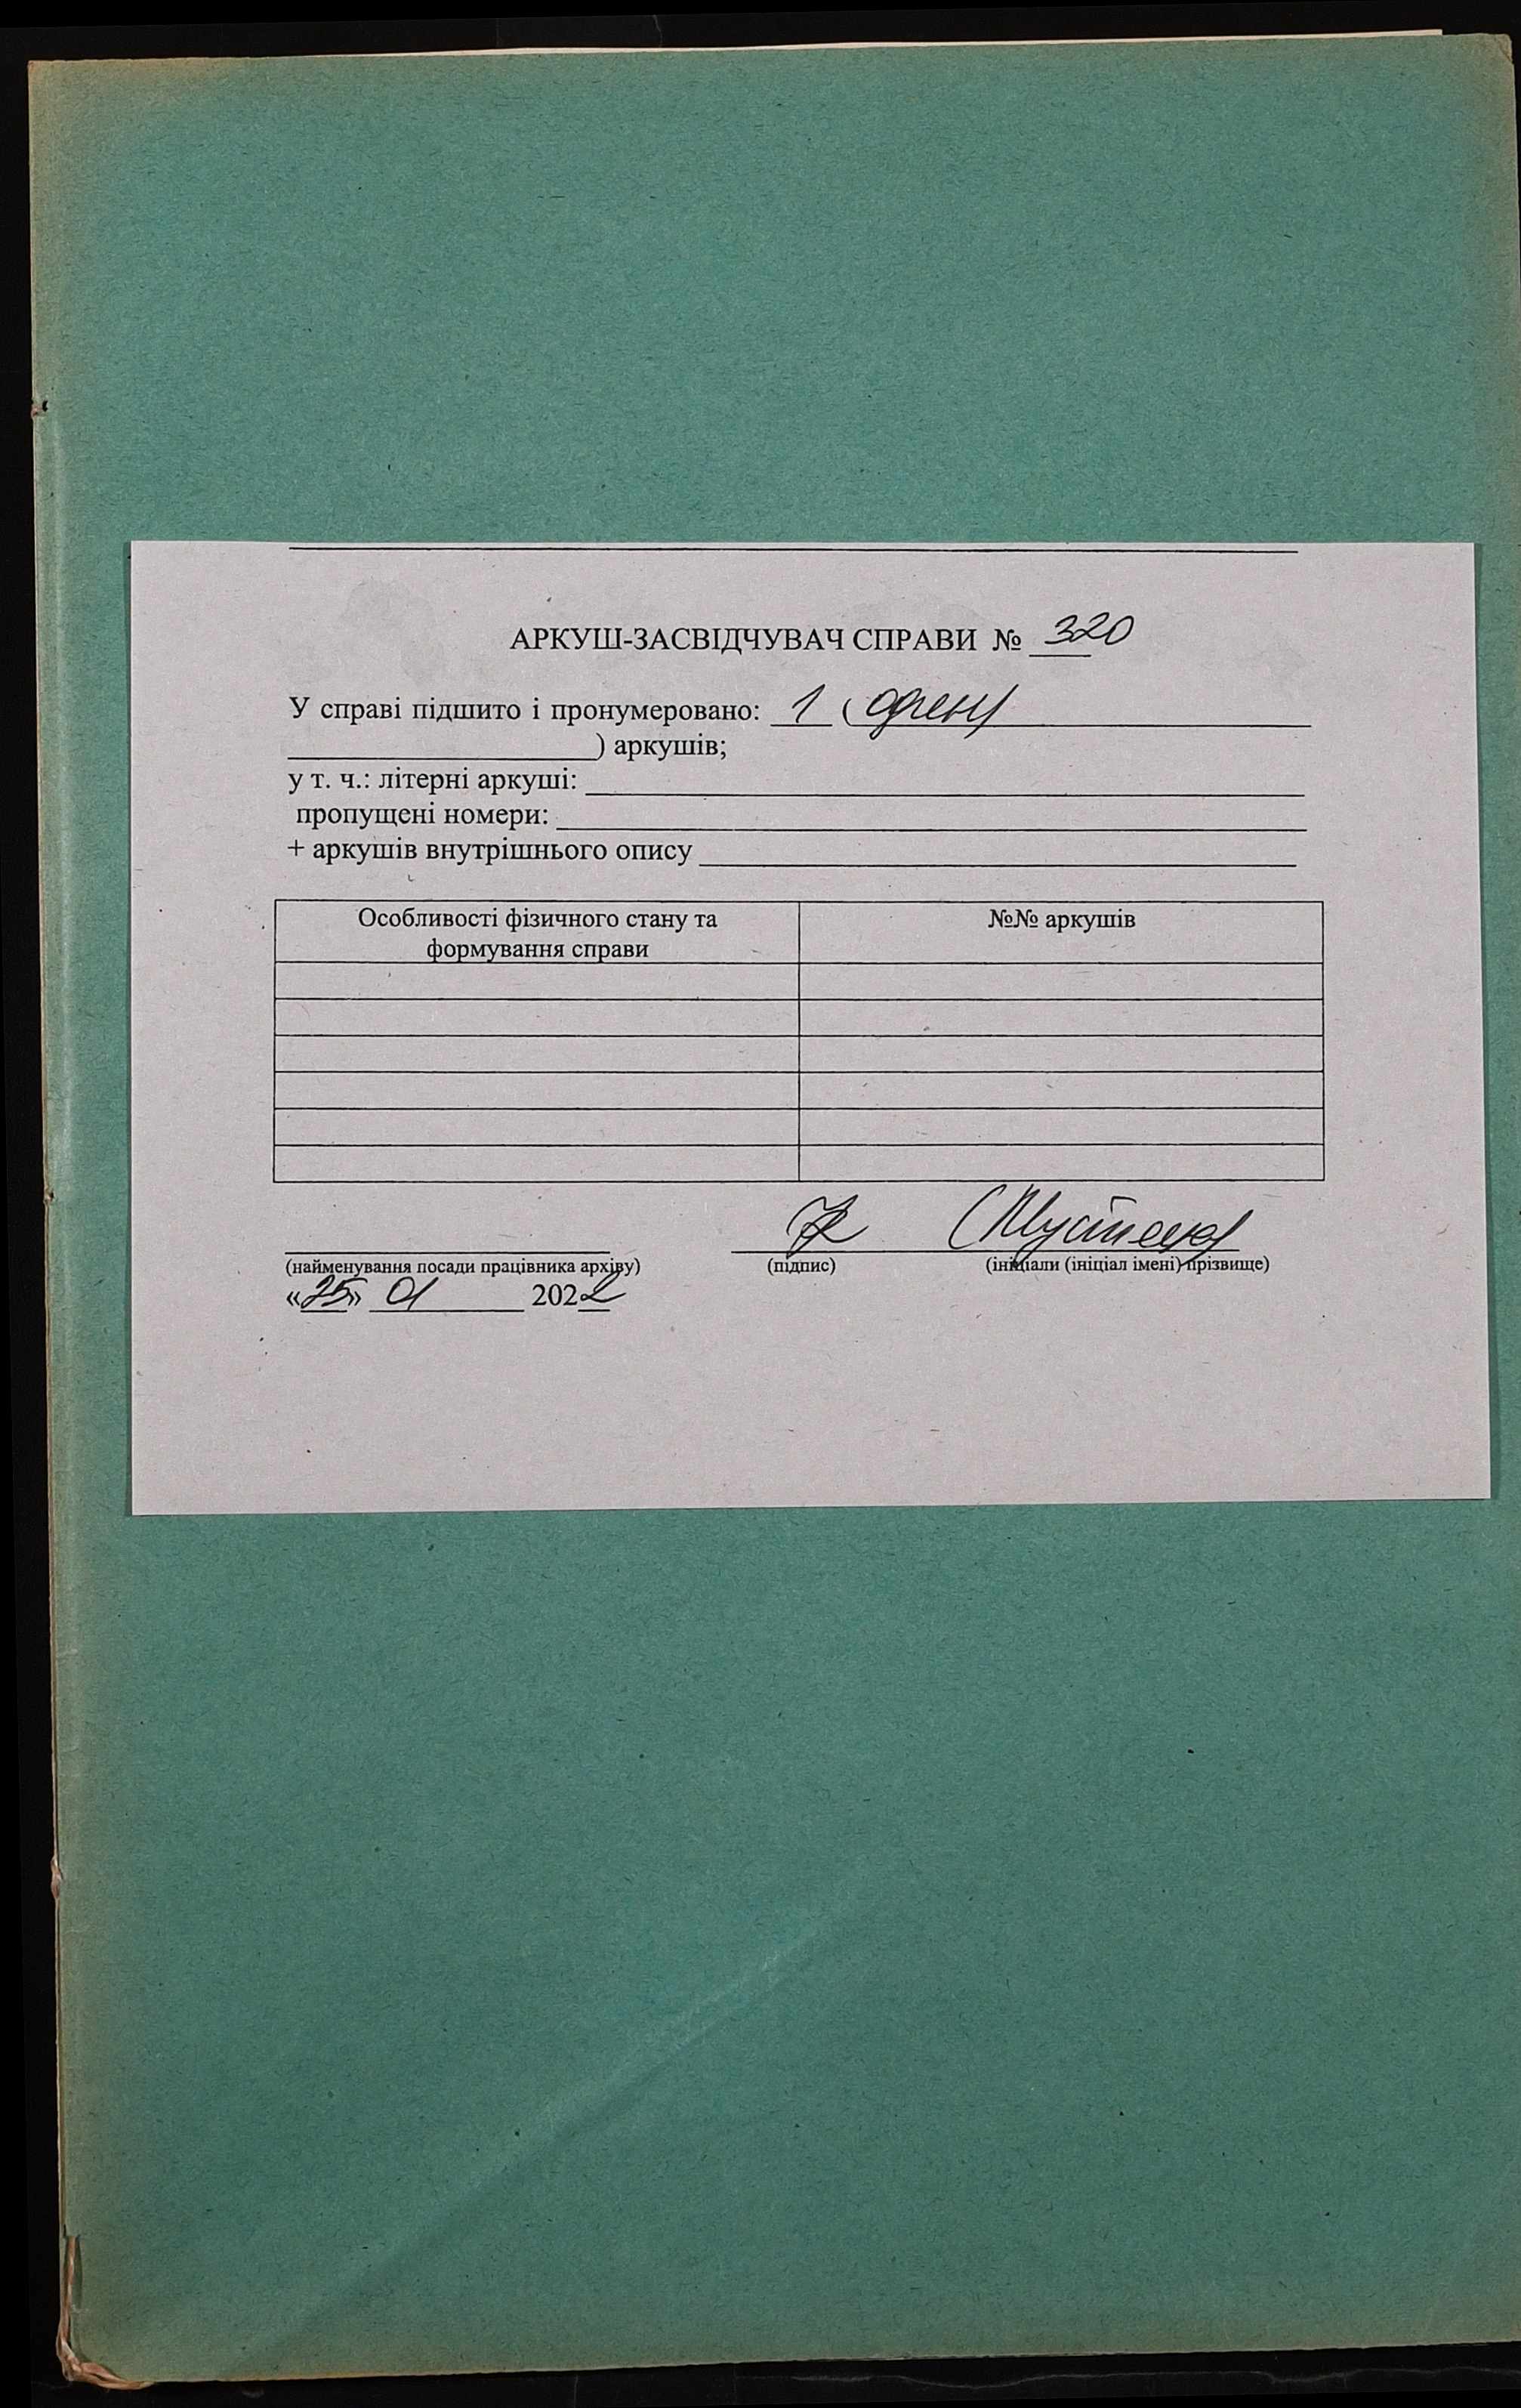 АРКУШ-ЗАСВІДЧУВАЧ СПРАВИ № 320
У справі підшито і пронумеровано: 1 ( один
) аркушів;
у т. ч.: літерні аркуші:
пропущені номери:
+ аркушів внутрішнього опису
Особливості фізичного стану та формування справи №№ аркушів
(найменування посади працівника архіву) (підпис) (ініціали (ініціал імені) прізвище)
«25» 01 2022